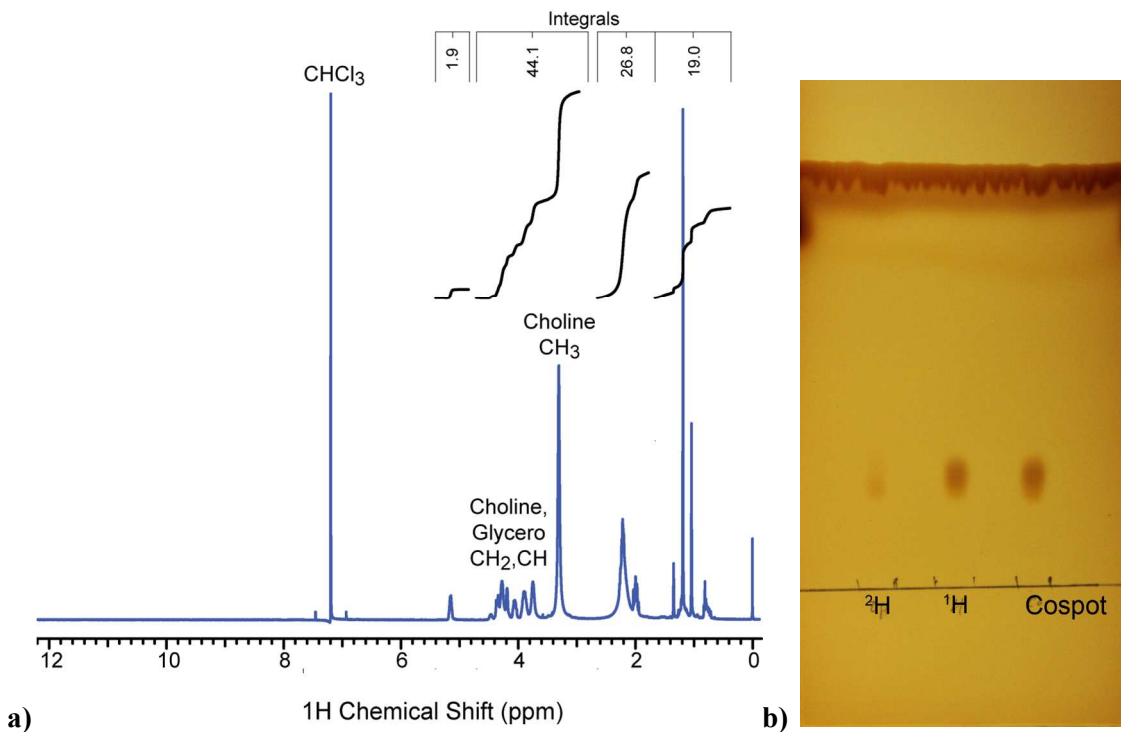 Integrals
1.9
44.1
26.8
19.0
CHCl3
Choline
CH3
Choline,
Glycero
CH2,CH
12 10 8 6 4 2 0
1H Chemical Shift (ppm)
a)
²H ¹H Cospot
b)